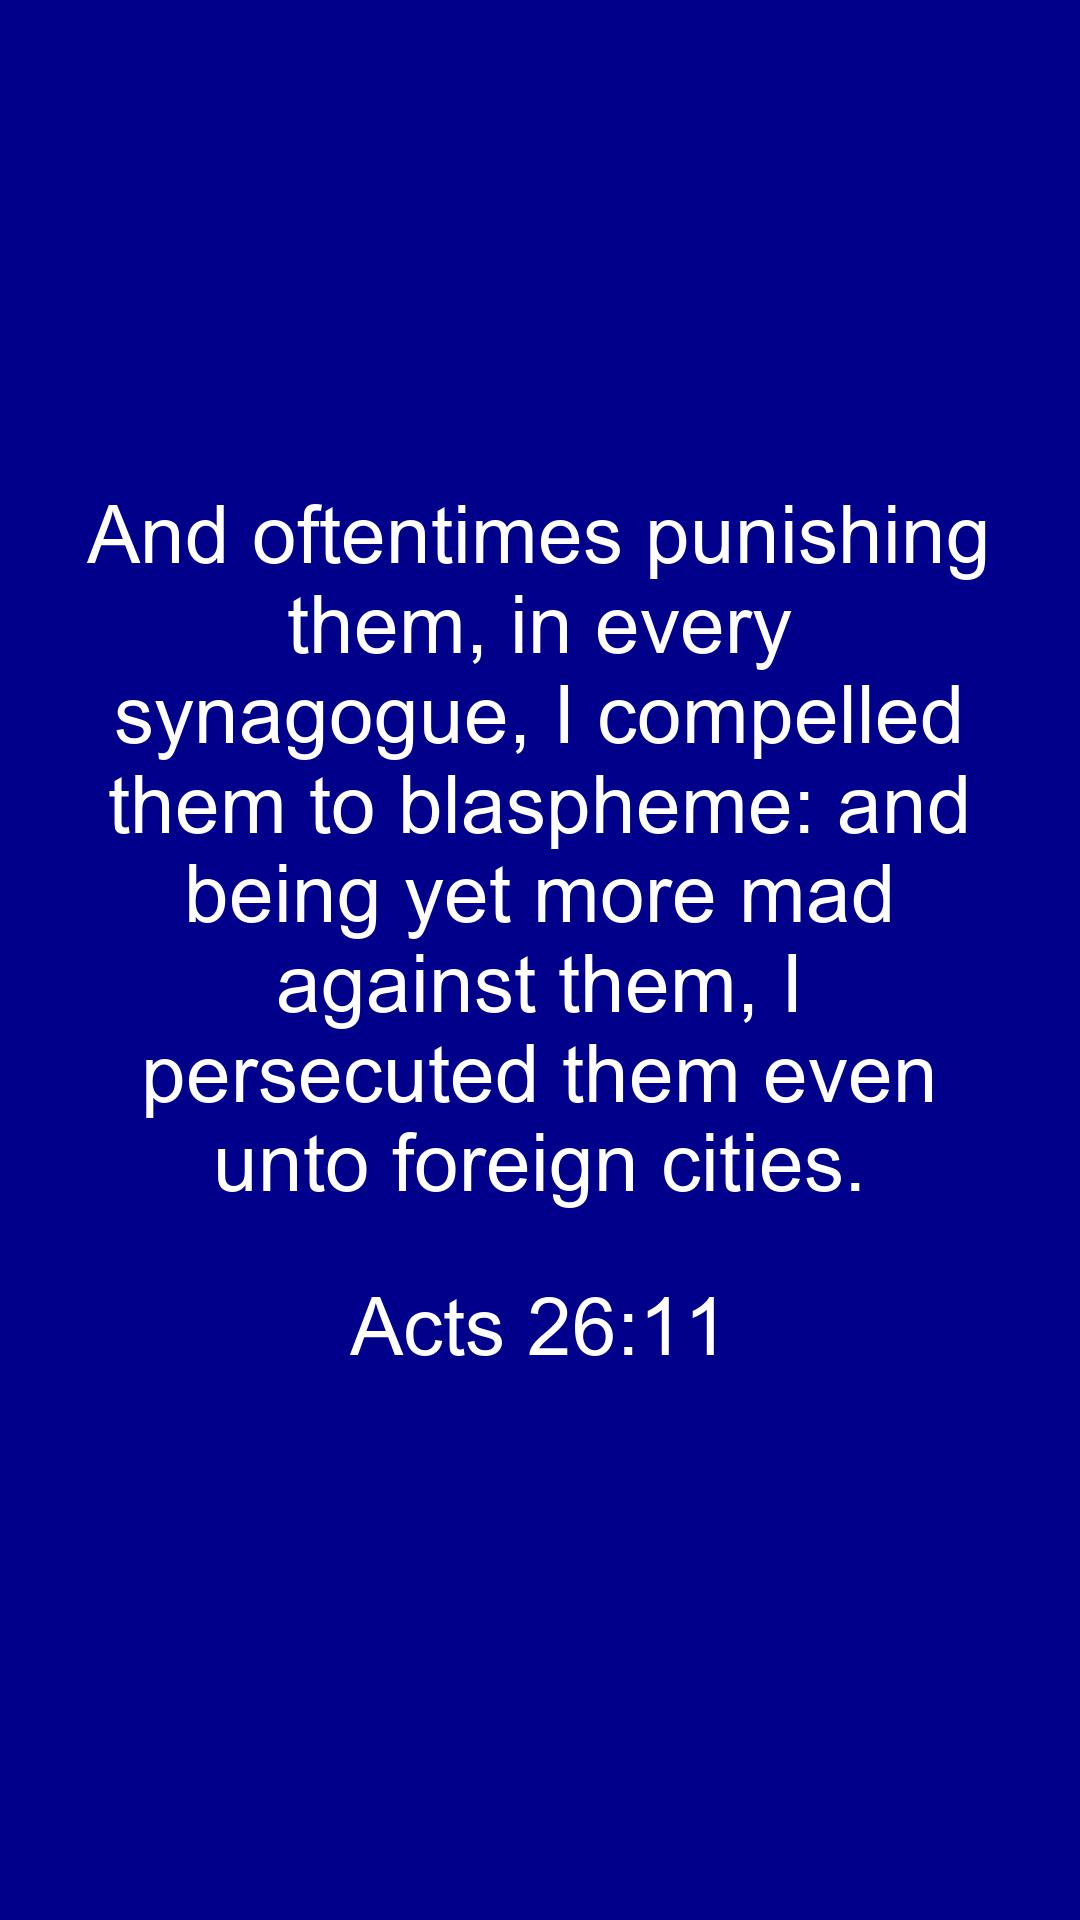 And oftentimes punishing
them, in every
synagogue, I compelled
them to blaspheme: and
being yet more mad
against them, I
persecuted them even
unto foreign cities.
Acts 26:11